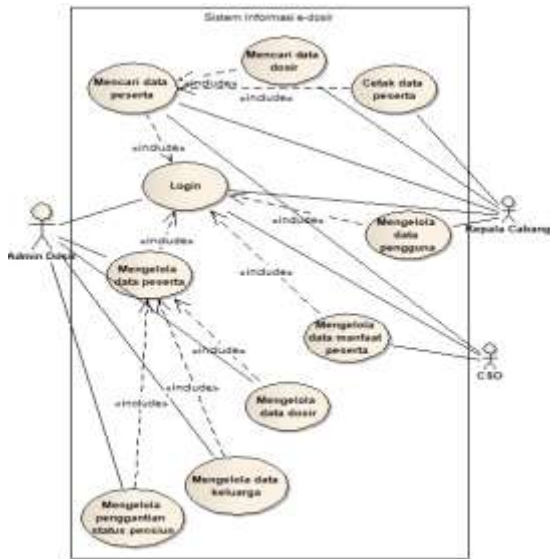 Sistem Informasi e-dosir
Mencari data
dosir
Mencari data
peserta
«include»
Cetak data
peserta
«include»
«include»
Login
«include»
Kepala Cabang
Mengelola
data
pengguna
Admin Dosir
«include»
Mengelola
data peserta
«include»
Mengelola
data manfaat
peserta
«include»
CSO
«include»
«include»
Mengelola
data dosir
Mengelola data
keluarga
Mengelola
penggantian
status pensiun